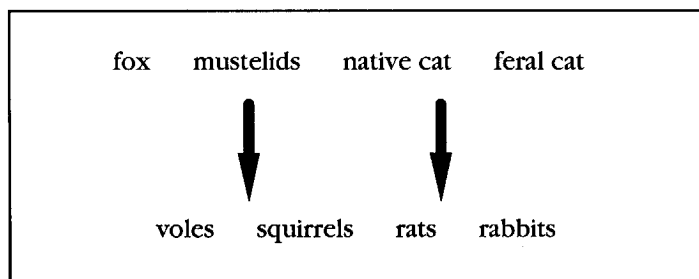 fox mustelids native cat feral cat
voles squirrels rats rabbits